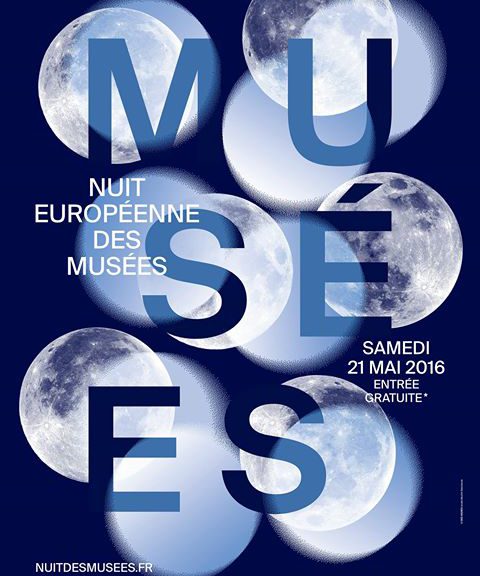 MU
NUIT
EUROPÉENNE
DES
MUSÉES
SÉ
SAMEDI
21 MAI 2016
ENTRÉE
GRATUITE*
ES
NUITDESMUSEES.FR